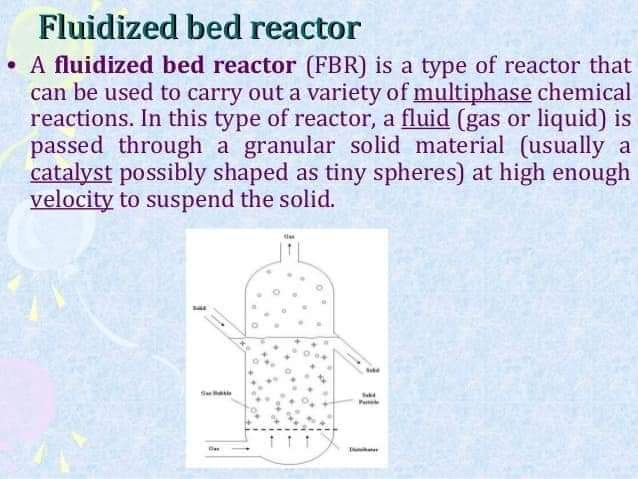 Fluidized bed reactor
• A fluidized bed reactor (FBR) is a type of reactor that
can be used to carry out a variety of multiphase chemical
reactions. In this type of reactor, a fluid (gas or liquid) is
passed through a granular solid material (usually a
catalyst possibly shaped as tiny spheres) at high enough
velocity to suspend the solid.
Gas
Solid
Solid
Gas Bubble
Solid
Particle
Gas
Distributor